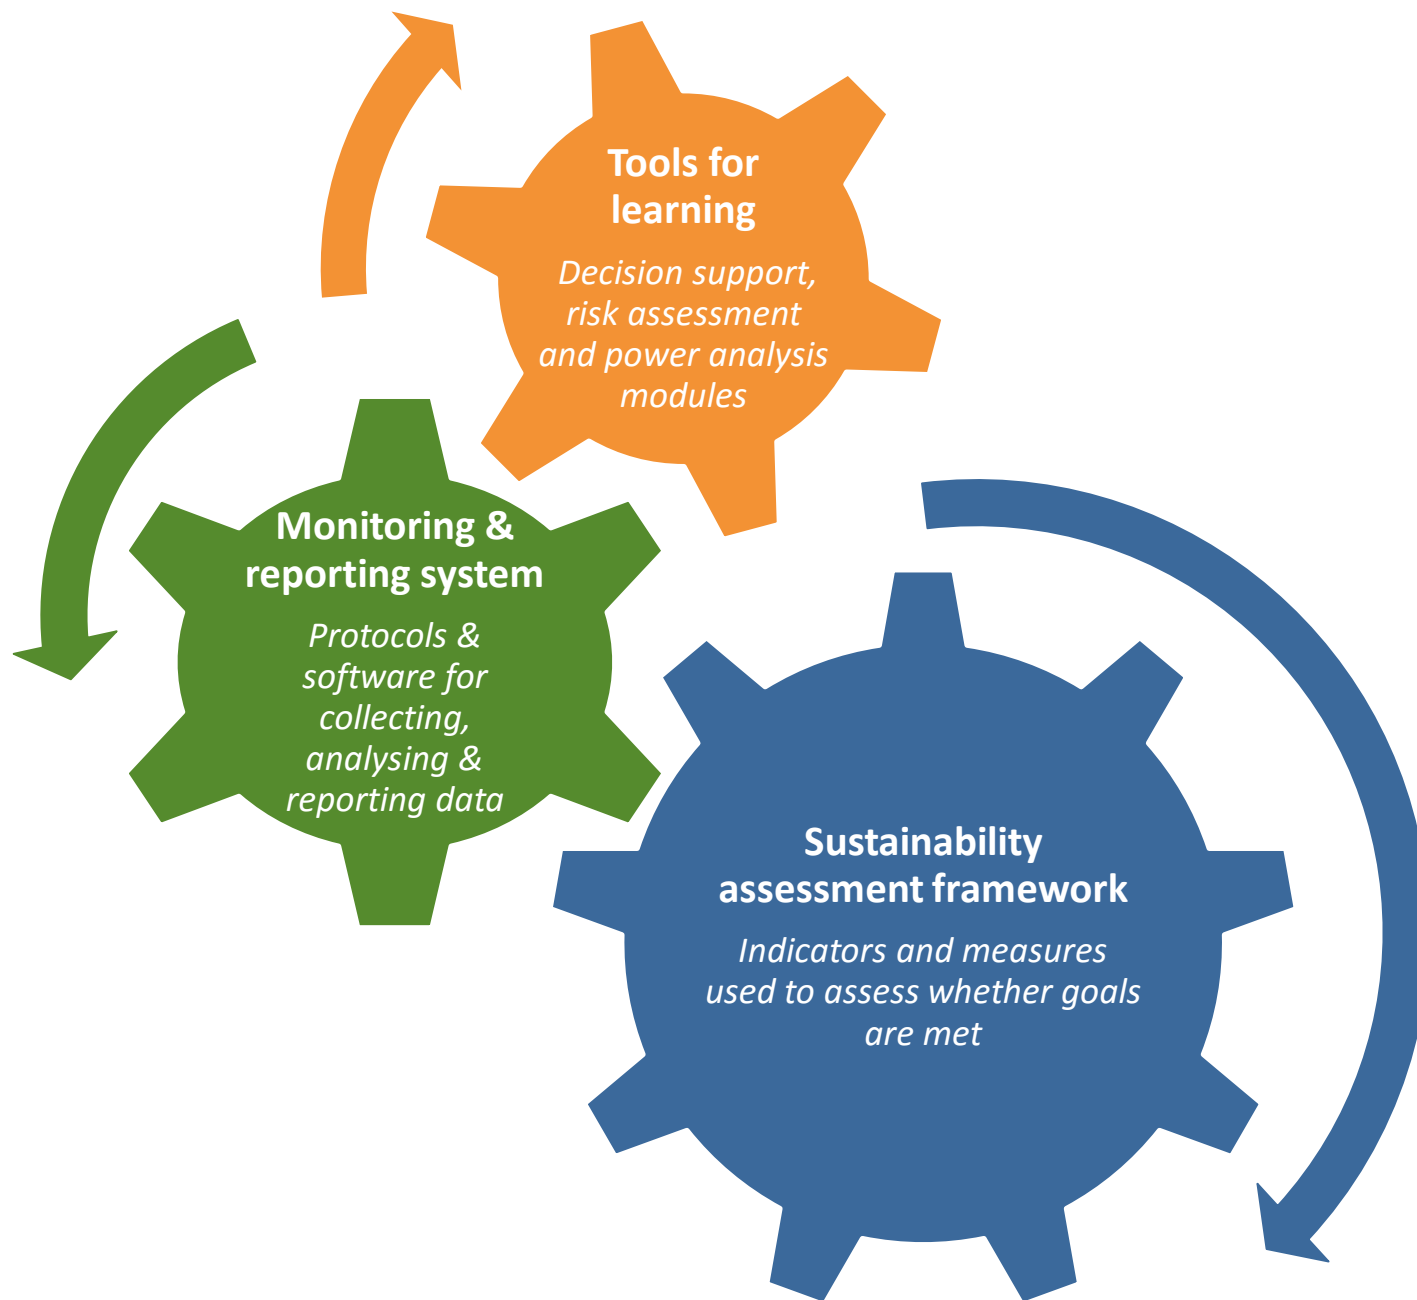 Tools for
learning
Decision support,
risk assessment
and power analysis
modules
Monitoring &
reporting system
Protocols &
software for
collecting,
analysing &
reporting data
Sustainability
assessment framework
Indicators and measures
used to assess whether goals
are met